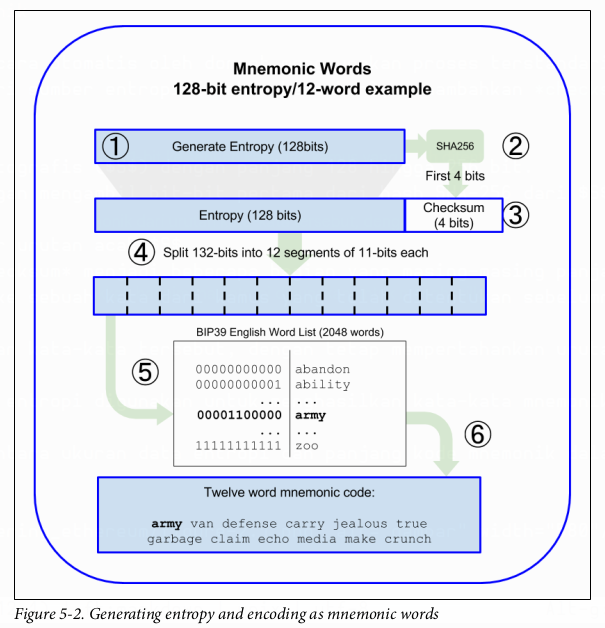 Mnemonic Words
128-bit entropy/12-word example
① Generate Entropy (128bits)
SHA256 ②
First 4 bits
Entropy (128 bits)
Checksum
(4 bits) ③
④ Split 132-bits into 12 segments of 11-bits each
BIP39 English Word List (2048 words)
⑤
00000000000 abandon
00000000001 ability
... ...
00001100000 army
... ...
11111111111 zoo
⑥
Twelve word mnemonic code:
army van defense carry jealous true
garbage claim echo media make crunch
Figure 5-2. Generating entropy and encoding as mnemonic words